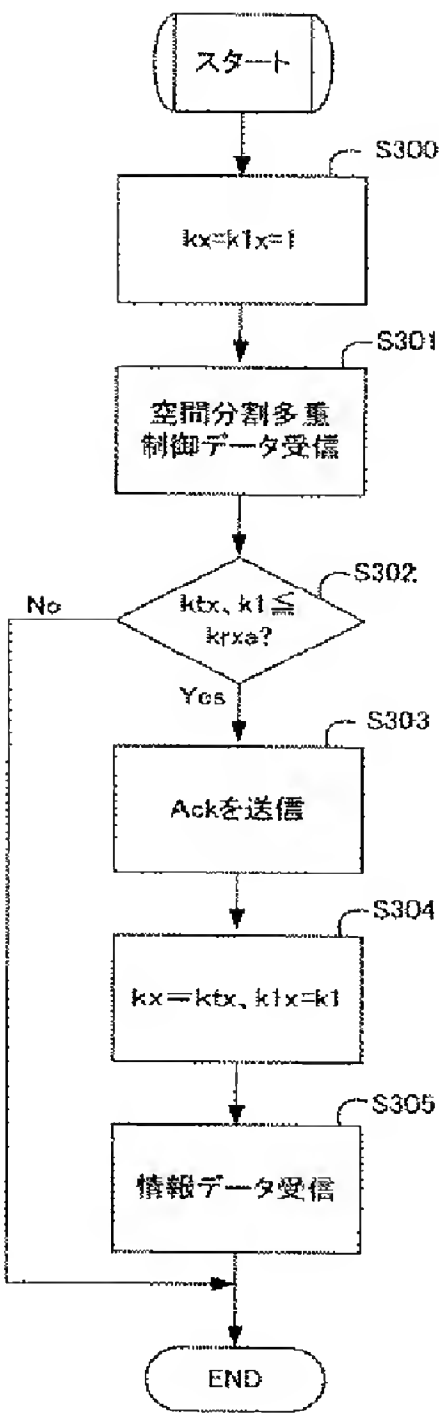 スタート
S300
kx=k1x=1
S301
空間分割多重
制御データ受信
S302
ktx、k1≦
krxa?
No
Yes
S303
Ackを送信
S304
kx=ktx、k1x=k1
S305
情報データ受信
END